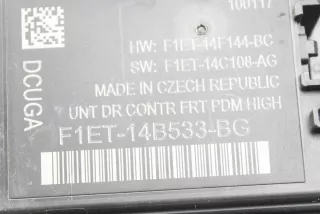 100117
HW: F1ET-14F144-BC
SW: F1ET-14C108-AG
MADE IN CZECH REPUBLIC
UNT DR CONTR FRT PDM HIGH
F1ET-14B533-BG
DCUGA